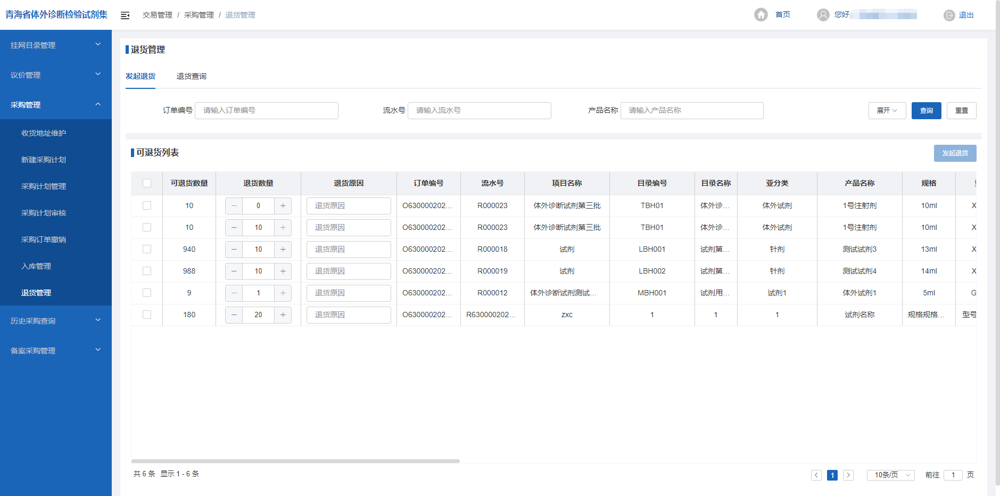 青海省体外诊断检验试剂集
交易管理 / 采购管理 / 退货管理
首页
您好
退出
挂网目录管理
议价管理
采购管理
收货地址维护
新建采购计划
采购计划管理
采购计划审核
采购订单撤销
入库管理
退货管理
历史采购查询
备案采购管理
退货管理
发起退货 退货查询
订单编号 请输入订单编号 流水号 请输入流水号 产品名称 请输入产品名称 展开 查询 重置
可退货列表 发起退货
可退货数量 退货数量 退货原因 订单编号 流水号 项目名称 目录编号 目录名称 亚分类 产品名称 规格
10 − 0 + 退货原因 O630000202... R000023 体外诊断试剂第三批 TBH01 体外诊... 体外试剂 1号注射剂 10ml X
10 − 10 + 退货原因 O630000202... R000023 体外诊断试剂第三批 TBH01 体外诊... 体外试剂 1号注射剂 10ml X
940 − 10 + 退货原因 O630000202... R000018 试剂 LBH001 试剂第... 针剂 测试试剂3 13ml X
988 − 10 + 退货原因 O630000202... R000019 试剂 LBH002 试剂第... 针剂 测试试剂4 14ml X
9 − 1 + 退货原因 O630000202... R000012 体外诊断试剂测试... MBH001 试剂用... 试剂1 体外试剂1 5ml G
180 − 20 + 退货原因 O630000202... R630000202... zxc 1 1 1 试剂名称 规格规格... 型号
共 6 条 显示 1 - 6 条 < 1 > 10条/页 前往 1 页